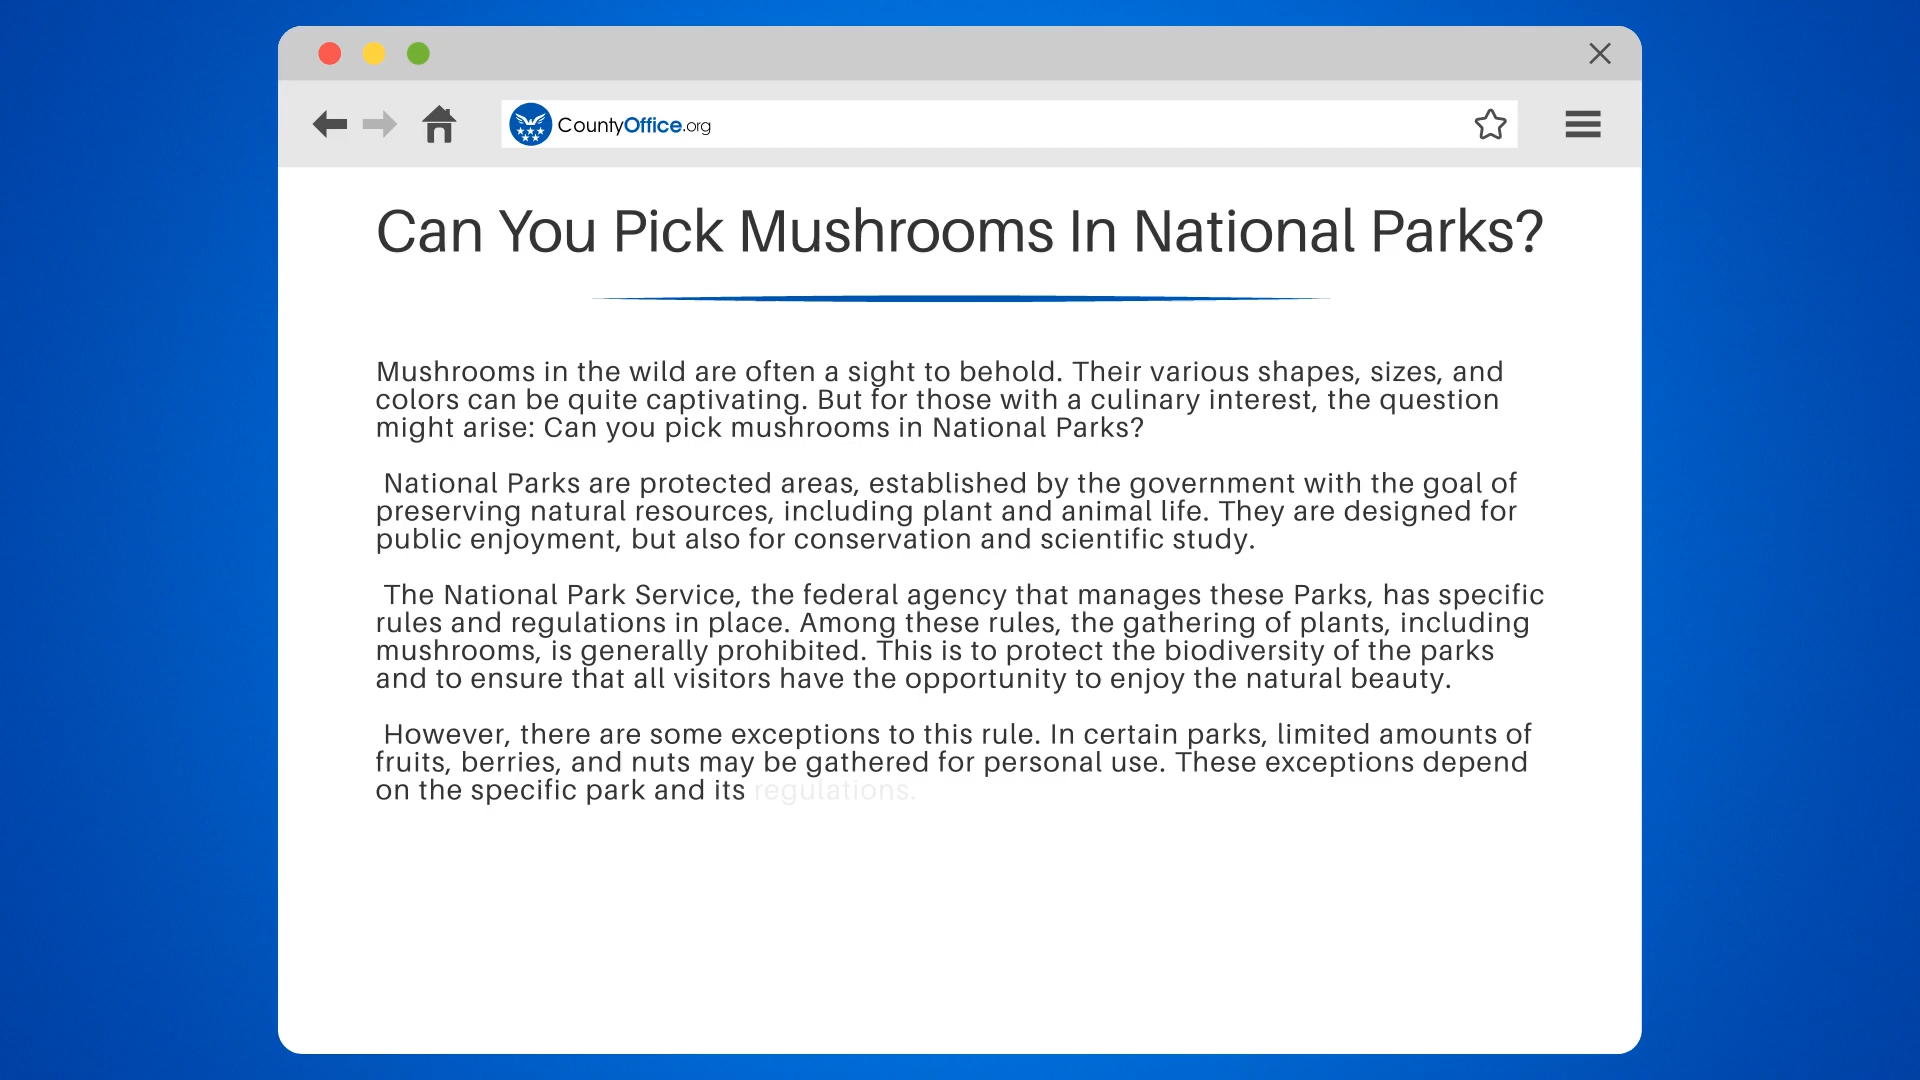 CountyOffice.org
Can You Pick Mushrooms In National Parks?
Mushrooms in the wild are often a sight to behold. Their various shapes, sizes, and
colors can be quite captivating. But for those with a culinary interest, the question
might arise: Can you pick mushrooms in National Parks?
National Parks are protected areas, established by the government with the goal of
preserving natural resources, including plant and animal life. They are designed for
public enjoyment, but also for conservation and scientific study.
The National Park Service, the federal agency that manages these Parks, has specific
rules and regulations in place. Among these rules, the gathering of plants, including
mushrooms, is generally prohibited. This is to protect the biodiversity of the parks
and to ensure that all visitors have the opportunity to enjoy the natural beauty.
However, there are some exceptions to this rule. In certain parks, limited amounts of
fruits, berries, and nuts may be gathered for personal use. These exceptions depend
on the specific park and its regulations.